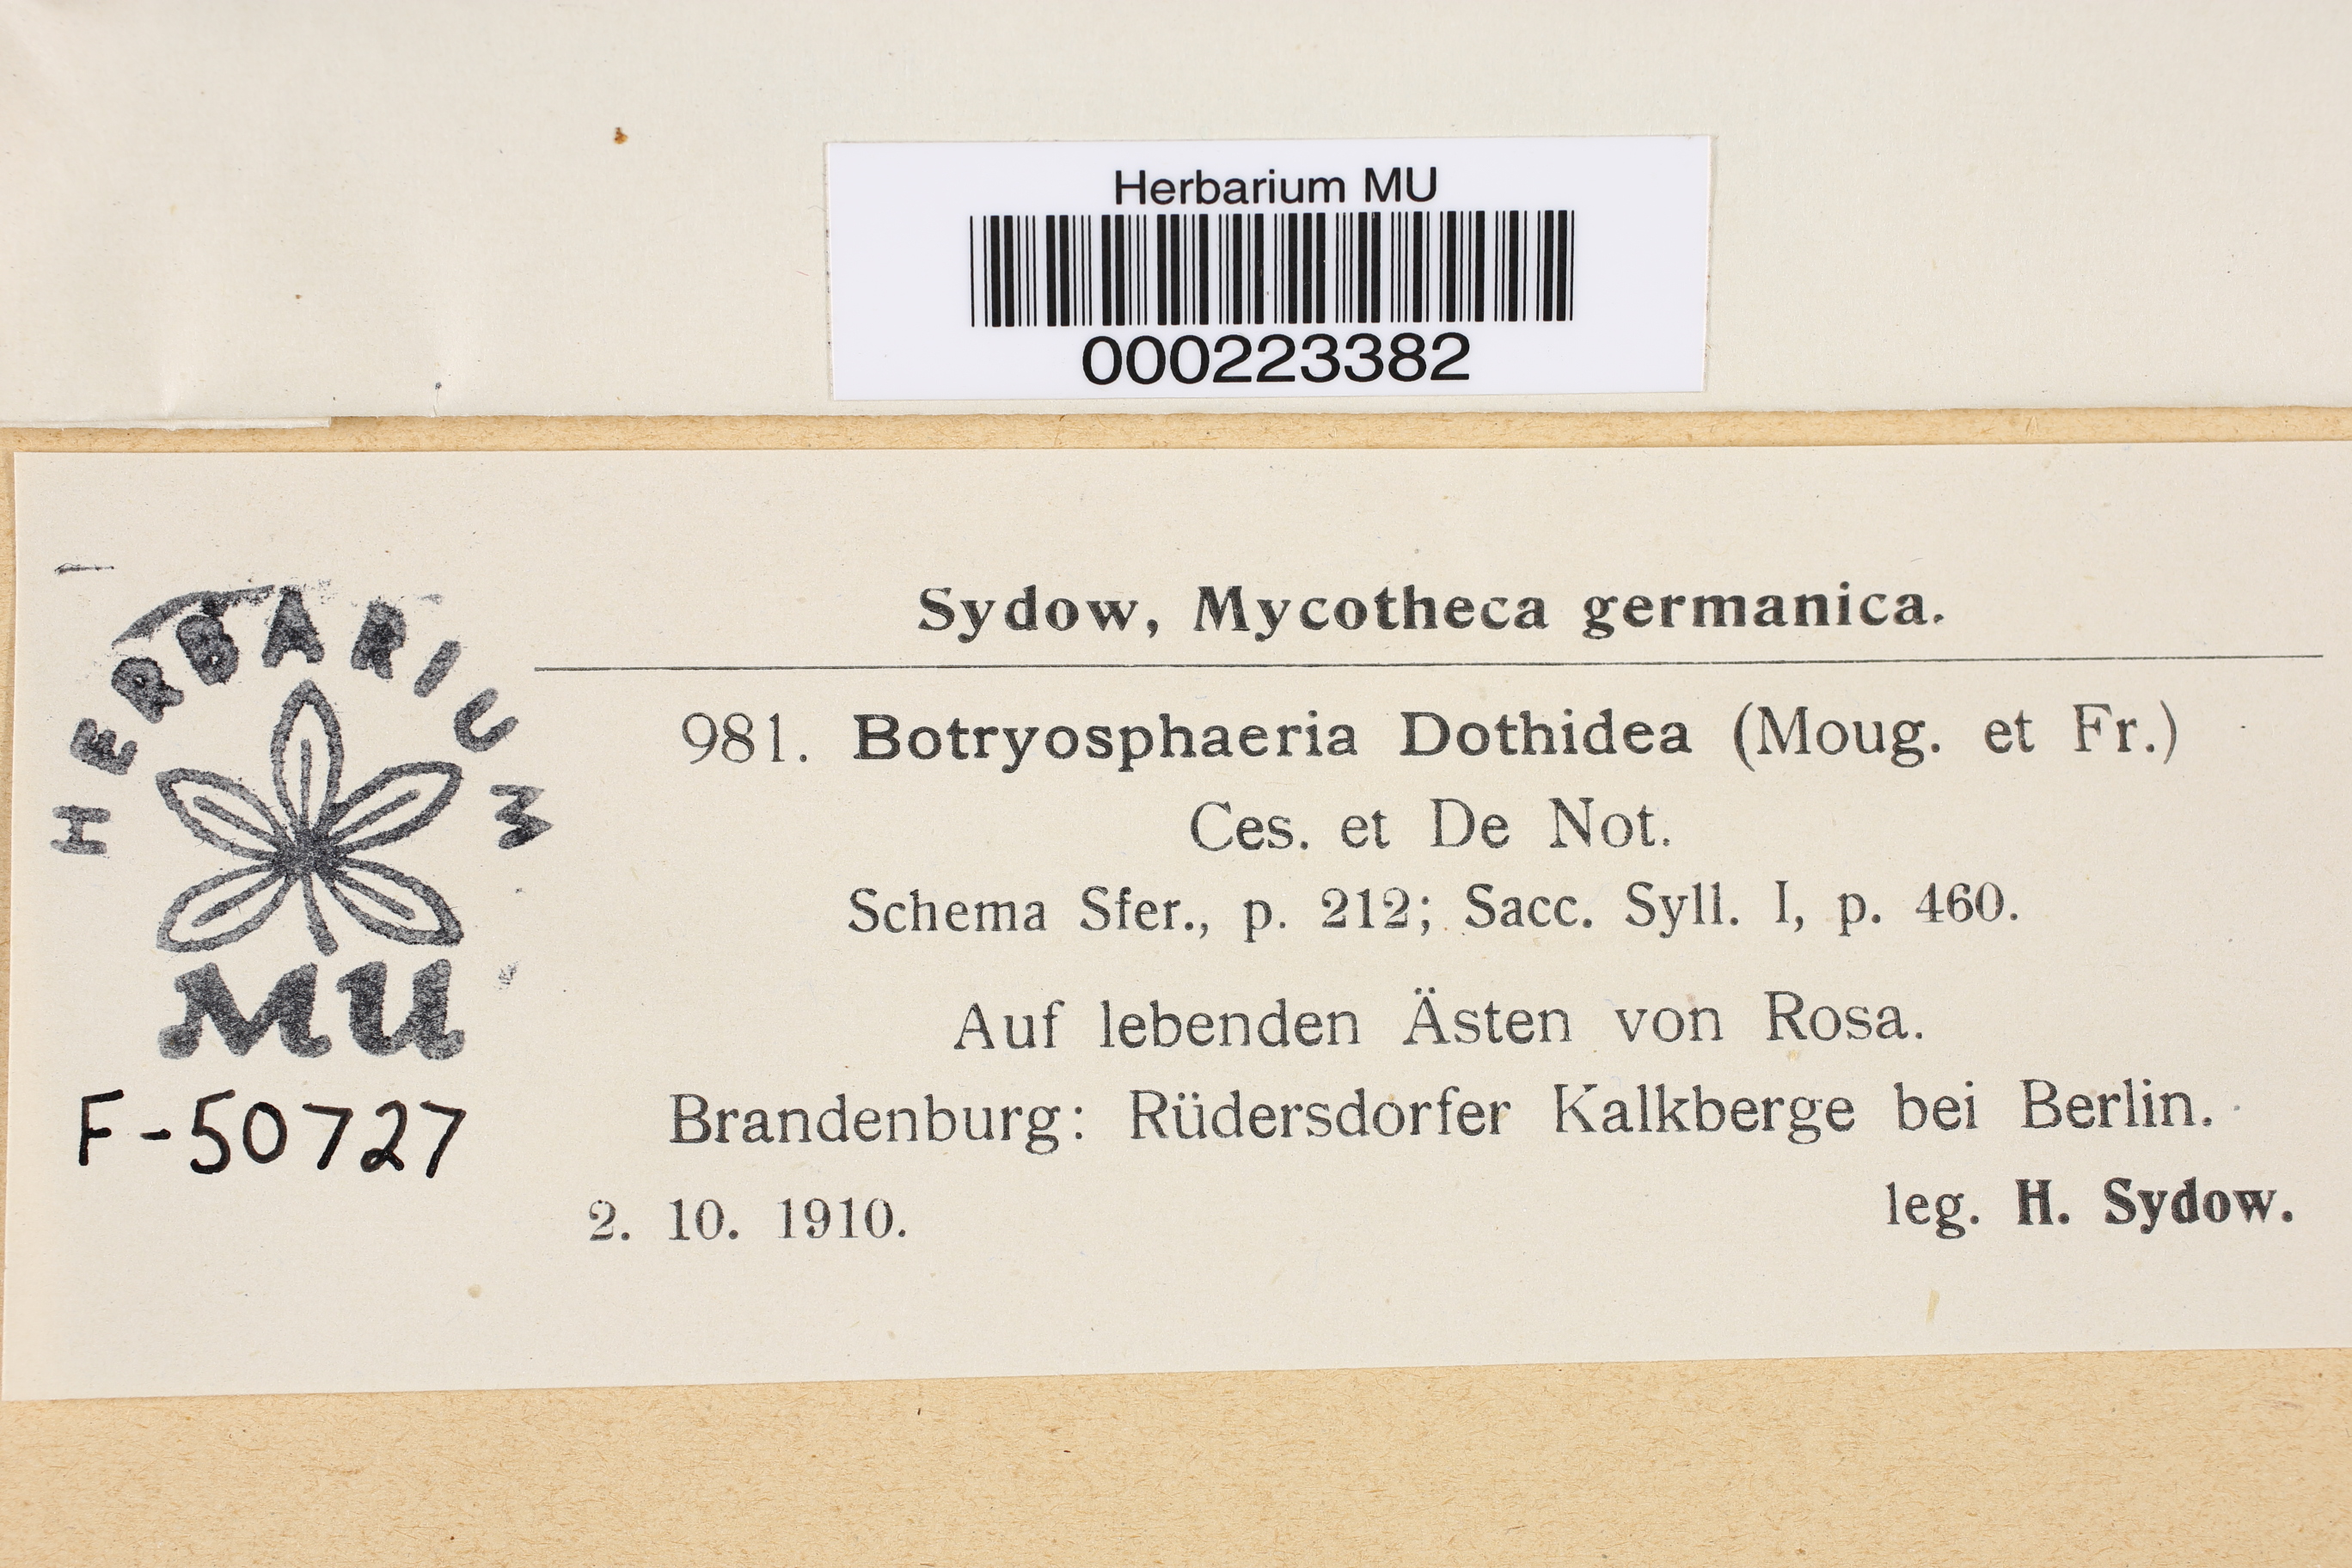 Herbarium MU
000223382
HERBARIUM
MU
F-50727
Sydow, Mycotheca germanica.
981. Botryosphaeria Dothidea (Moug. et Fr.)
Ces. et De Not.
Schema Sfer., p. 212; Sacc. Syll. I, p. 460.
Auf lebenden Ästen von Rosa.
Brandenburg: Rüdersdorfer Kalkberge bei Berlin.
2. 10. 1910. leg. H. Sydow.